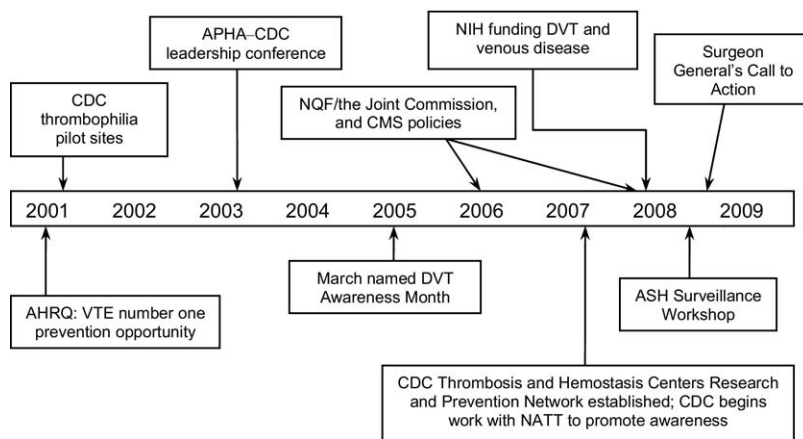 APHA–CDC
leadership conference
NIH funding DVT and
venous disease
Surgeon
General's Call to
Action
CDC
thrombophilia
pilot sites
NQF/the Joint Commission,
and CMS policies
2001 2002 2003 2004 2005 2006 2007 2008 2009
March named DVT
Awareness Month
AHRQ: VTE number one
prevention opportunity
ASH Surveillance
Workshop
CDC Thrombosis and Hemostasis Centers Research
and Prevention Network established; CDC begins
work with NATT to promote awareness